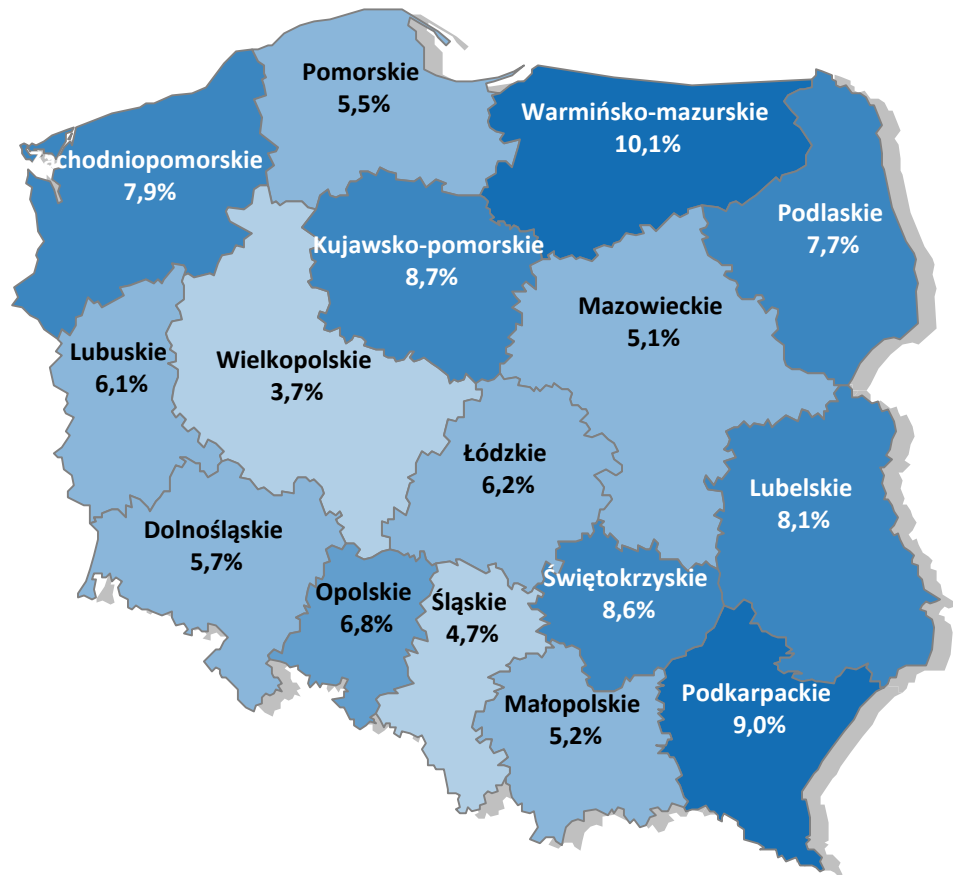 Pomorskie
5,5%
Warmińsko-mazurskie
10,1%
Zachodniopomorskie
7,9%
Podlaskie
7,7%
Kujawsko-pomorskie
8,7%
Mazowieckie
5,1%
Lubuskie
6,1%
Wielkopolskie
3,7%
Łódzkie
6,2%
Lubelskie
8,1%
Dolnośląskie
5,7%
Opolskie
6,8%
Śląskie
4,7%
Świętokrzyskie
8,6%
Małopolskie
5,2%
Podkarpackie
9,0%